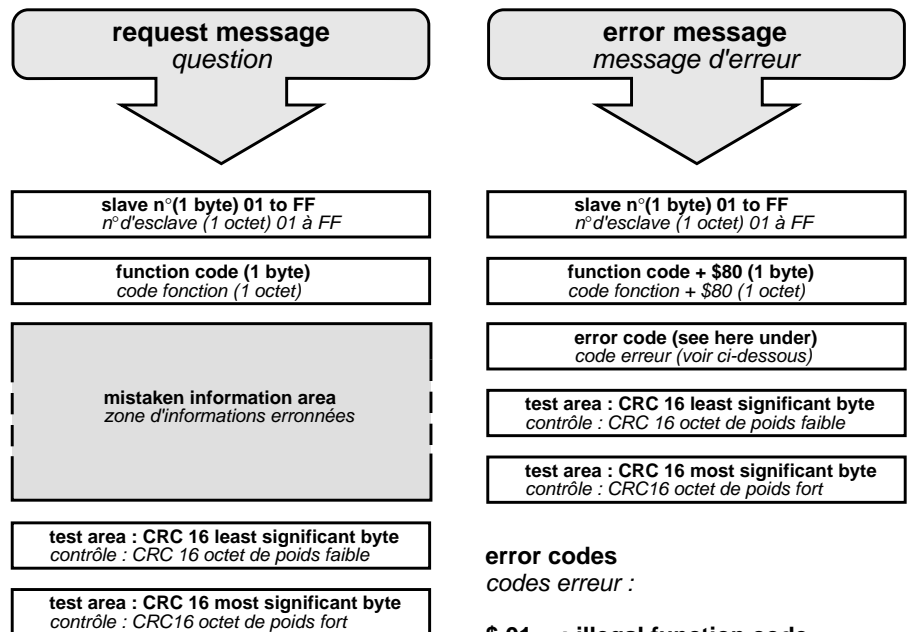 request message
question
slave n°(1 byte) 01 to FF
n°d'esclave (1 octet) 01 à FF
function code (1 byte)
code fonction (1 octet)
mistaken information area
zone d'informations erronnées
test area : CRC 16 least significant byte
contrôle : CRC 16 octet de poids faible
test area : CRC 16 most significant byte
contrôle : CRC16 octet de poids fort
error message
message d'erreur
slave n°(1 byte) 01 to FF
n°d'esclave (1 octet) 01 à FF
function code + $80 (1 byte)
code fonction + $80 (1 octet)
error code (see here under)
code erreur (voir ci-dessous)
test area : CRC 16 least significant byte
contrôle : CRC 16 octet de poids faible
test area : CRC 16 most significant byte
contrôle : CRC16 octet de poids fort
error codes
codes erreur :
$ 01 : illegal function code